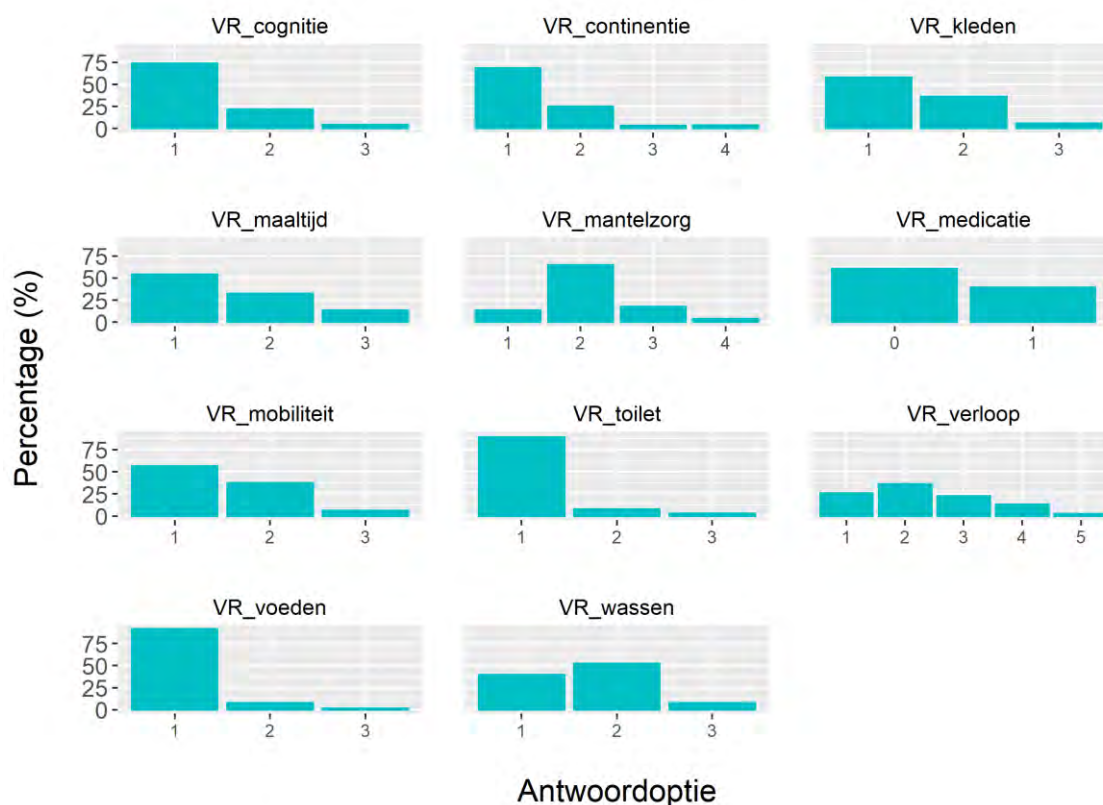 VR_cognitie VR_continentie VR_kleden
75
50
25
0
1 2 3 1 2 3 4 1 2 3
VR_maaltijd VR_mantelzorg VR_medicatie
75
50
25
0
1 2 3 1 2 3 4 0 1
VR_mobiliteit VR_toilet VR_verloop
75
50
25
0
1 2 3 1 2 3 1 2 3 4 5
VR_voeden VR_wassen
75
50
25
0
1 2 3 1 2 3
Percentage (%)
Antwoordoptie